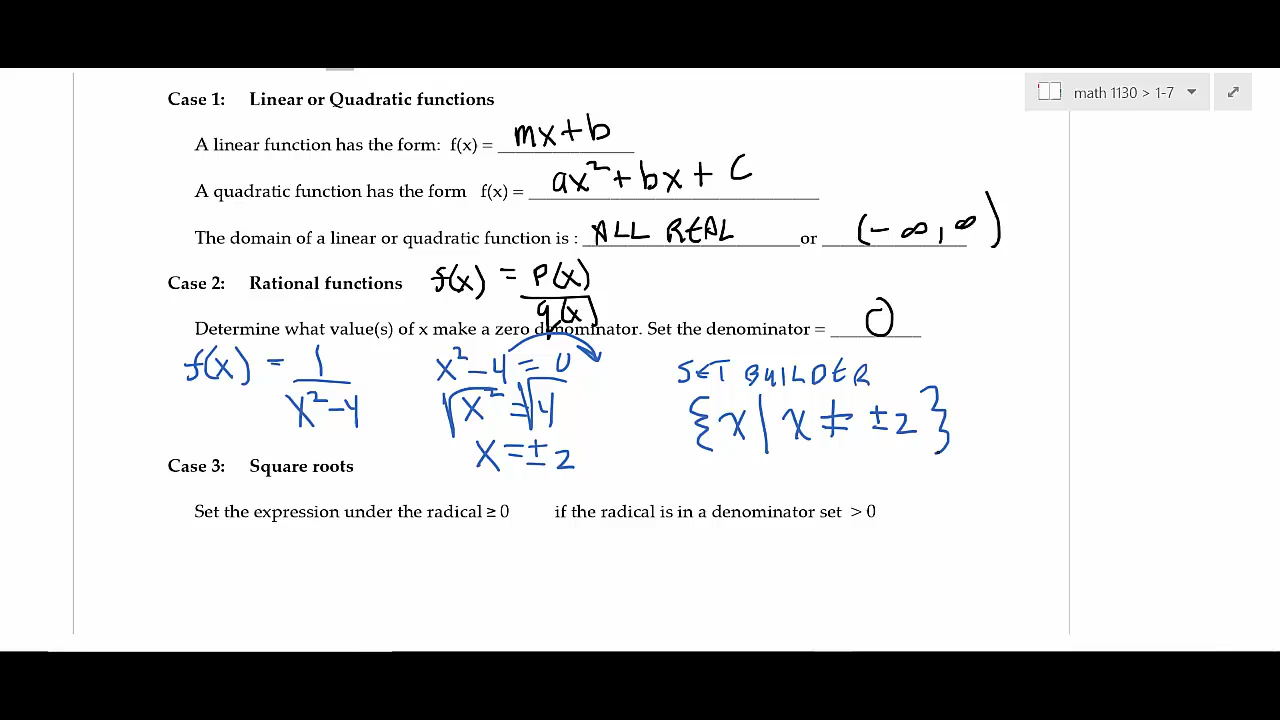 math 1130 > 1-7
Case 1: Linear or Quadratic functions
A linear function has the form: f(x) = mx+b
A quadratic function has the form f(x) = ax²+bx+c
The domain of a linear or quadratic function is : ALL REAL or (-∞,∞)
Case 2: Rational functions f(x) = p(x)/q(x)
Determine what value(s) of x make a zero denominator. Set the denominator = 0
f(x) = 1/(x²-4)
x²-4=0
√x²=√4
x=±2
SET BUILDER
{x|x≠±2}
Case 3: Square roots
Set the expression under the radical ≥ 0 if the radical is in a denominator set > 0